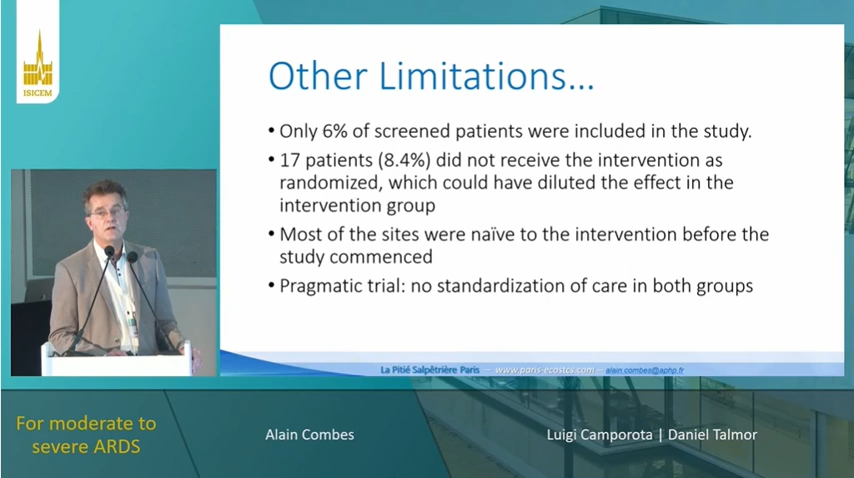 ISICEM
Other Limitations...
• Only 6% of screened patients were included in the study.
• 17 patients (8.4%) did not receive the intervention as
randomized, which could have diluted the effect in the
intervention group
• Most of the sites were naïve to the intervention before the
study commenced
• Pragmatic trial: no standardization of care in both groups
La Pitié Salpêtrière Paris — www.paris-ecostcs.com – alain.combes@aphp.fr
For moderate to
severe ARDS
Alain Combes
Luigi Camporota | Daniel Talmor